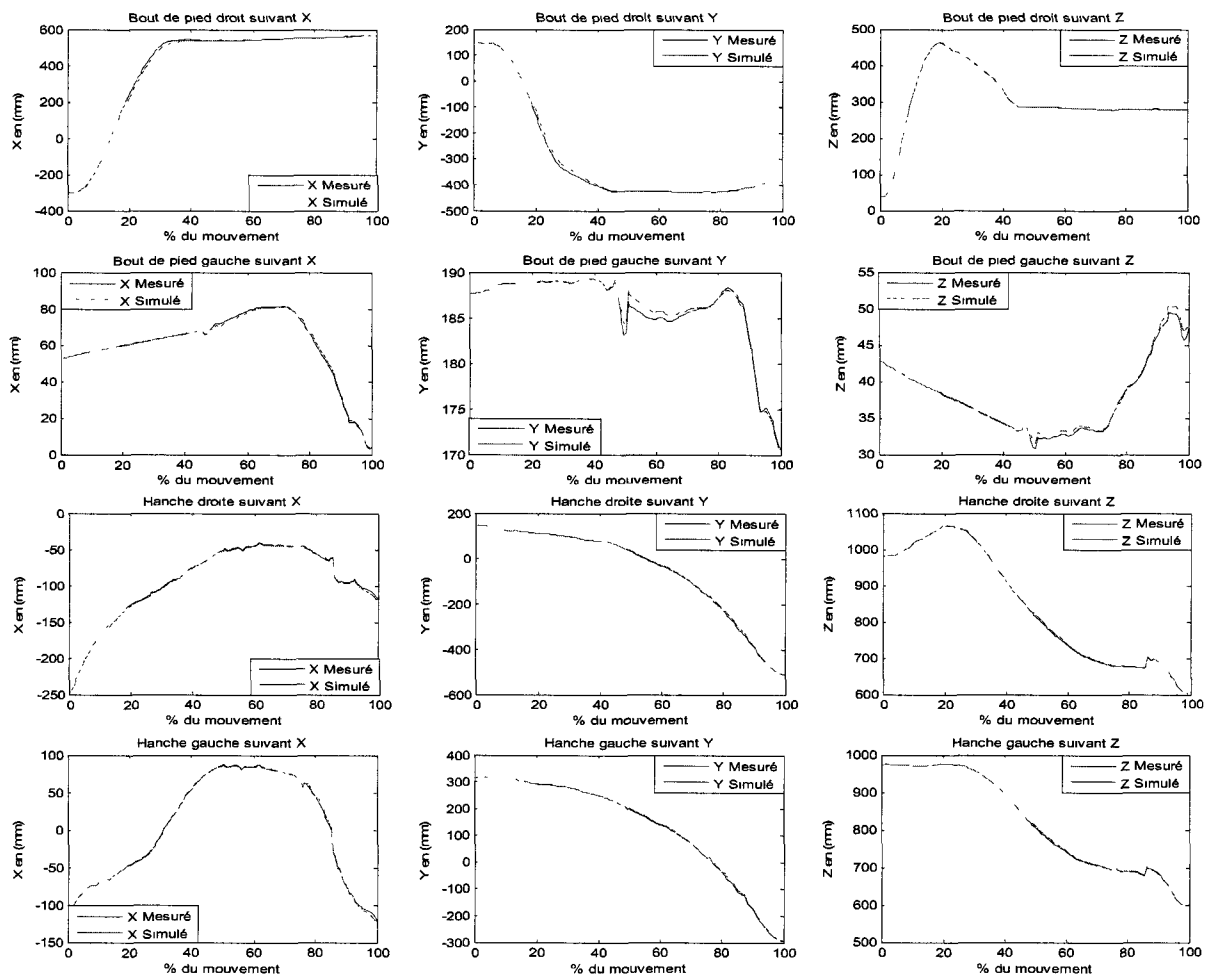 Bout de pied droit suivant X
600
400
200
0
-200
-400
X en (mm)
0 20 40 60 80 100
% du mouvement
X Mesuré
X Simulé
Bout de pied droit suivant Y
200
100
0
-100
-200
-300
-400
-500
Y en (mm)
0 20 40 60 80 100
% du mouvement
Y Mesuré
Y Simulé
Bout de pied droit suivant Z
500
400
300
200
100
0
Z en (mm)
0 20 40 60 80 100
% du mouvement
Z Mesuré
Z Simulé
Bout de pied gauche suivant X
100
80
60
40
20
0
X en (mm)
0 20 40 60 80 100
% du mouvement
X Mesuré
X Simulé
Bout de pied gauche suivant Y
190
185
180
175
170
Y en (mm)
0 20 40 60 80 100
% du mouvement
Y Mesuré
Y Simulé
Bout de pied gauche suivant Z
55
50
45
40
35
30
Z en (mm)
0 20 40 60 80 100
% du mouvement
Z Mesuré
Z Simulé
Hanche droite suivant X
0
-50
-100
-150
-200
-250
X en (mm)
0 20 40 60 80 100
% du mouvement
X Mesuré
X Simulé
Hanche droite suivant Y
200
0
-200
-400
-600
Y en (mm)
0 20 40 60 80 100
% du mouvement
Y Mesuré
Y Simulé
Hanche droite suivant Z
1100
1000
900
800
700
600
Z en (mm)
0 20 40 60 80 100
% du mouvement
Z Mesuré
Z Simulé
Hanche gauche suivant X
100
50
0
-50
-100
-150
X en (mm)
0 20 40 60 80 100
% du mouvement
X Mesuré
X Simulé
Hanche gauche suivant Y
400
300
200
100
0
-100
-200
-300
Y en (mm)
0 20 40 60 80 100
% du mouvement
Y Mesuré
Y Simulé
Hanche gauche suivant Z
1000
900
800
700
600
500
Z en (mm)
0 20 40 60 80 100
% du mouvement
Z Mesuré
Z Simulé